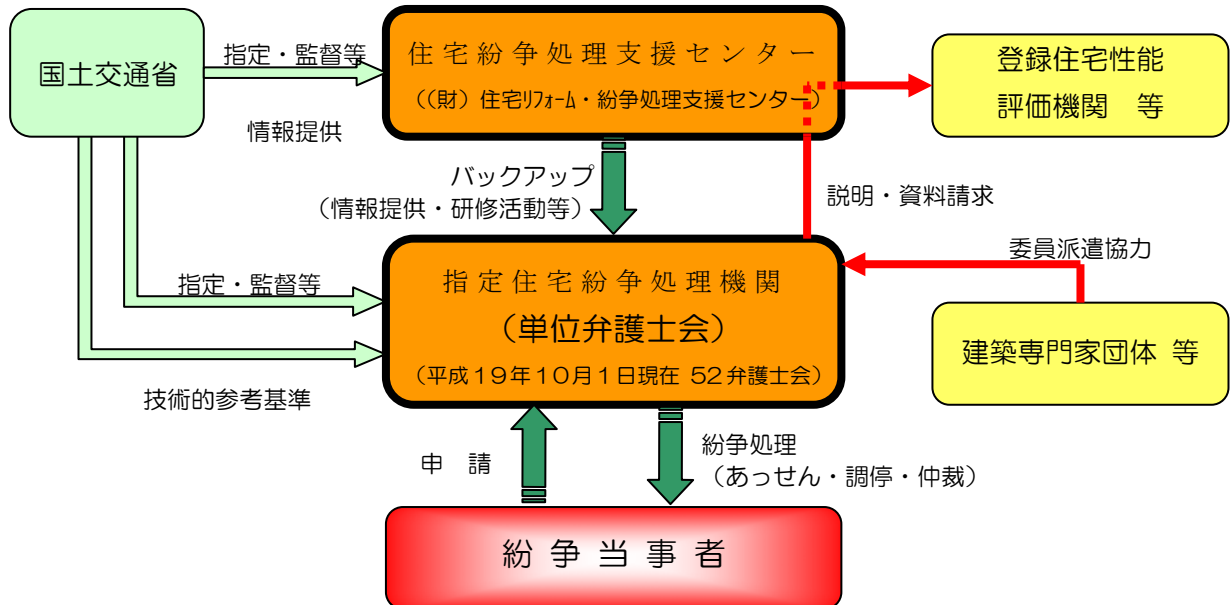 国土交通省
指定・監督等
情報提供
住宅紛争処理支援センター
((財)住宅ﾘﾌｫｰﾑ・紛争処理支援センター)
登録住宅性能
評価機関　等
バックアップ
(情報提供・研修活動等)
説明・資料請求
委員派遣協力
指定・監督等
指定住宅紛争処理機関
(単位弁護士会)
(平成19年10月1日現在 52弁護士会)
建築専門家団体 等
技術的参考基準
申　請
紛争処理
(あっせん・調停・仲裁)
紛争当事者